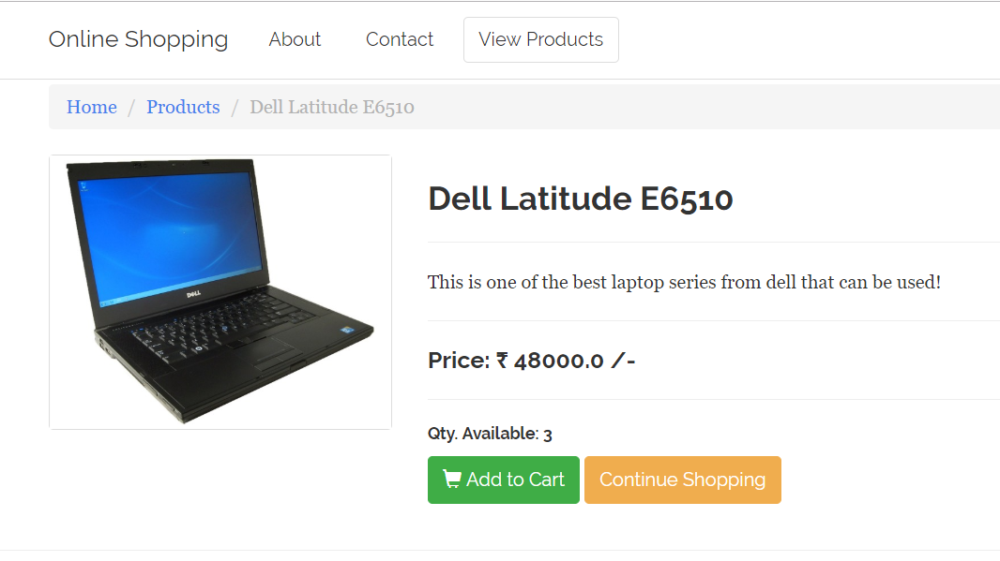 Online Shopping About Contact View Products
Home / Products / Dell Latitude E6510
DELL
Dell Latitude E6510
This is one of the best laptop series from dell that can be used!
Price: ₹ 48000.0 /-
Qty. Available: 3
Add to Cart Continue Shopping